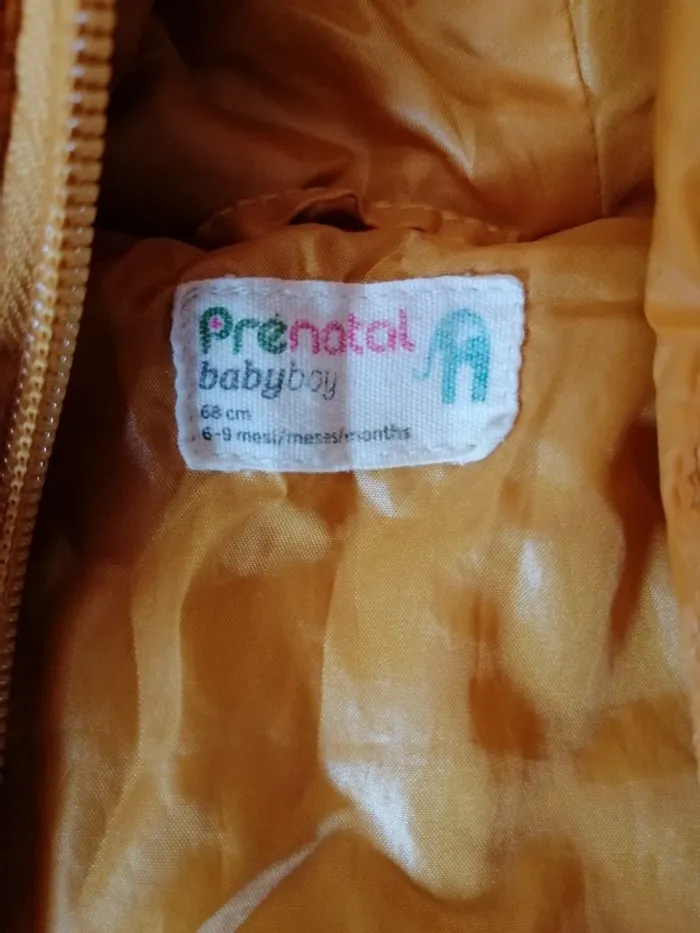 Prénatal
babyboy
68 cm
6-9 mesi/meses/months